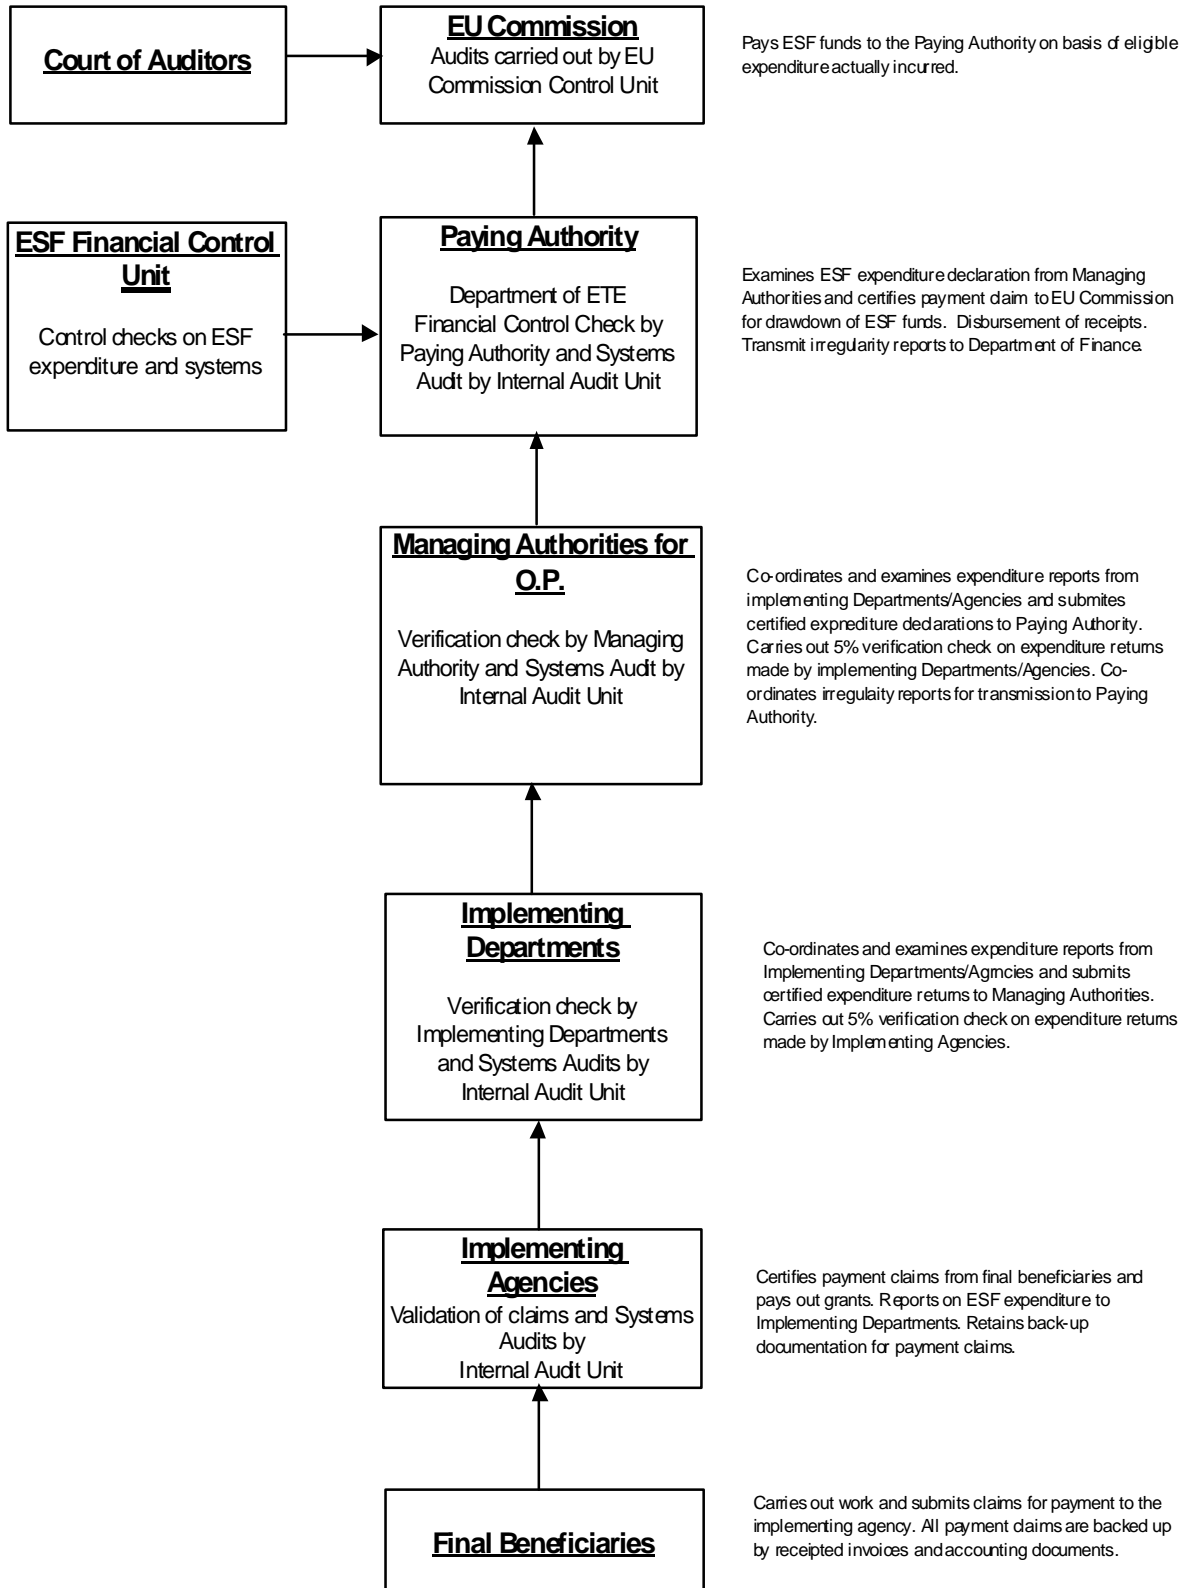 Court of Auditors
EU Commission
Audits carried out by EU
Commission Control Unit
Pays ESF funds to the Paying Authority on basis of eligible
expenditure actually incurred.
ESF Financial Control
Unit
Control checks on ESF
expenditure and systems
Paying Authority
Department of ETE
Financial Control Check by
Paying Authority and Systems
Audit by Internal Audit Unit
Examines ESF expenditure declaration from Managing
Authorities and certifies payment claim to EU Commission
for drawdown of ESF funds. Disbursement of receipts.
Transmit irregularity reports to Department of Finance.
Managing Authorities for
O.P.
Verification check by Managing
Authority and Systems Audit by
Internal Audit Unit
Co-ordinates and examines expenditure reports from
implementing Departments/Agencies and submites
certified expnediture declarations to Paying Authority.
Carries out 5% verification check on expenditure returns
made by implementing Departments/Agencies. Co-
ordinates irregulaity reports for transmission to Paying
Authority.
Implementing
Departments
Verification check by
Implementing Departments
and Systems Audits by
Internal Audit Unit
Co-ordinates and examines expenditure reports from
Implementing Departments/Agrncies and submits
certified expenditure returns to Managing Authorities.
Carries out 5% verification check on expenditure returns
made by Implementing Agencies.
Implementing
Agencies
Validation of claims and Systems
Audits by
Internal Audit Unit
Certifies payment claims from final beneficiaries and
pays out grants. Reports on ESF expenditure to
Implementing Departments. Retains back-up
documentation for payment claims.
Final Beneficiaries
Carries out work and submits claims for payment to the
implementing agency. All payment claims are backed up
by receipted invoices and accounting documents.